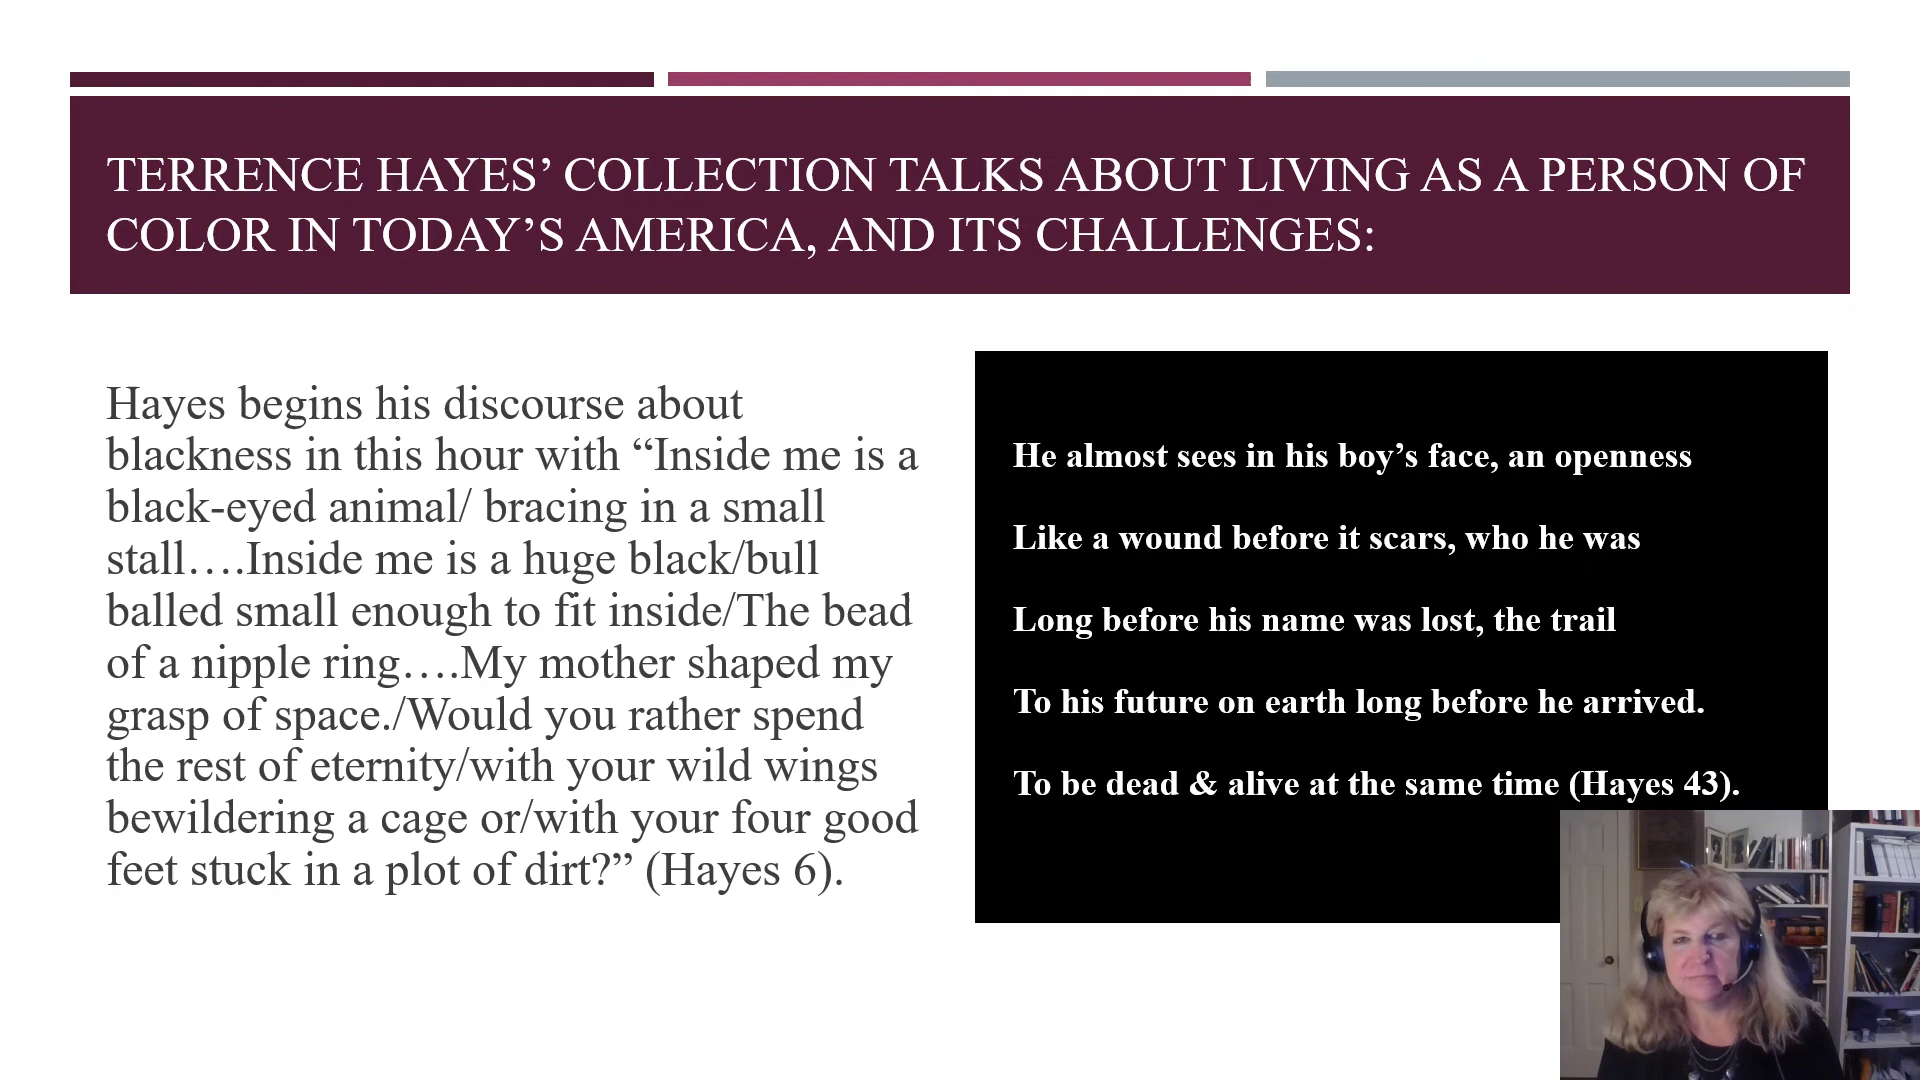 TERRENCE HAYES’ COLLECTION TALKS ABOUT LIVING AS A PERSON OF
COLOR IN TODAY’S AMERICA, AND ITS CHALLENGES:
Hayes begins his discourse about
blackness in this hour with “Inside me is a
black-eyed animal/ bracing in a small
stall….Inside me is a huge black/bull
balled small enough to fit inside/The bead
of a nipple ring….My mother shaped my
grasp of space./Would you rather spend
the rest of eternity/with your wild wings
bewildering a cage or/with your four good
feet stuck in a plot of dirt?” (Hayes 6).
He almost sees in his boy’s face, an openness
Like a wound before it scars, who he was
Long before his name was lost, the trail
To his future on earth long before he arrived.
To be dead & alive at the same time (Hayes 43).